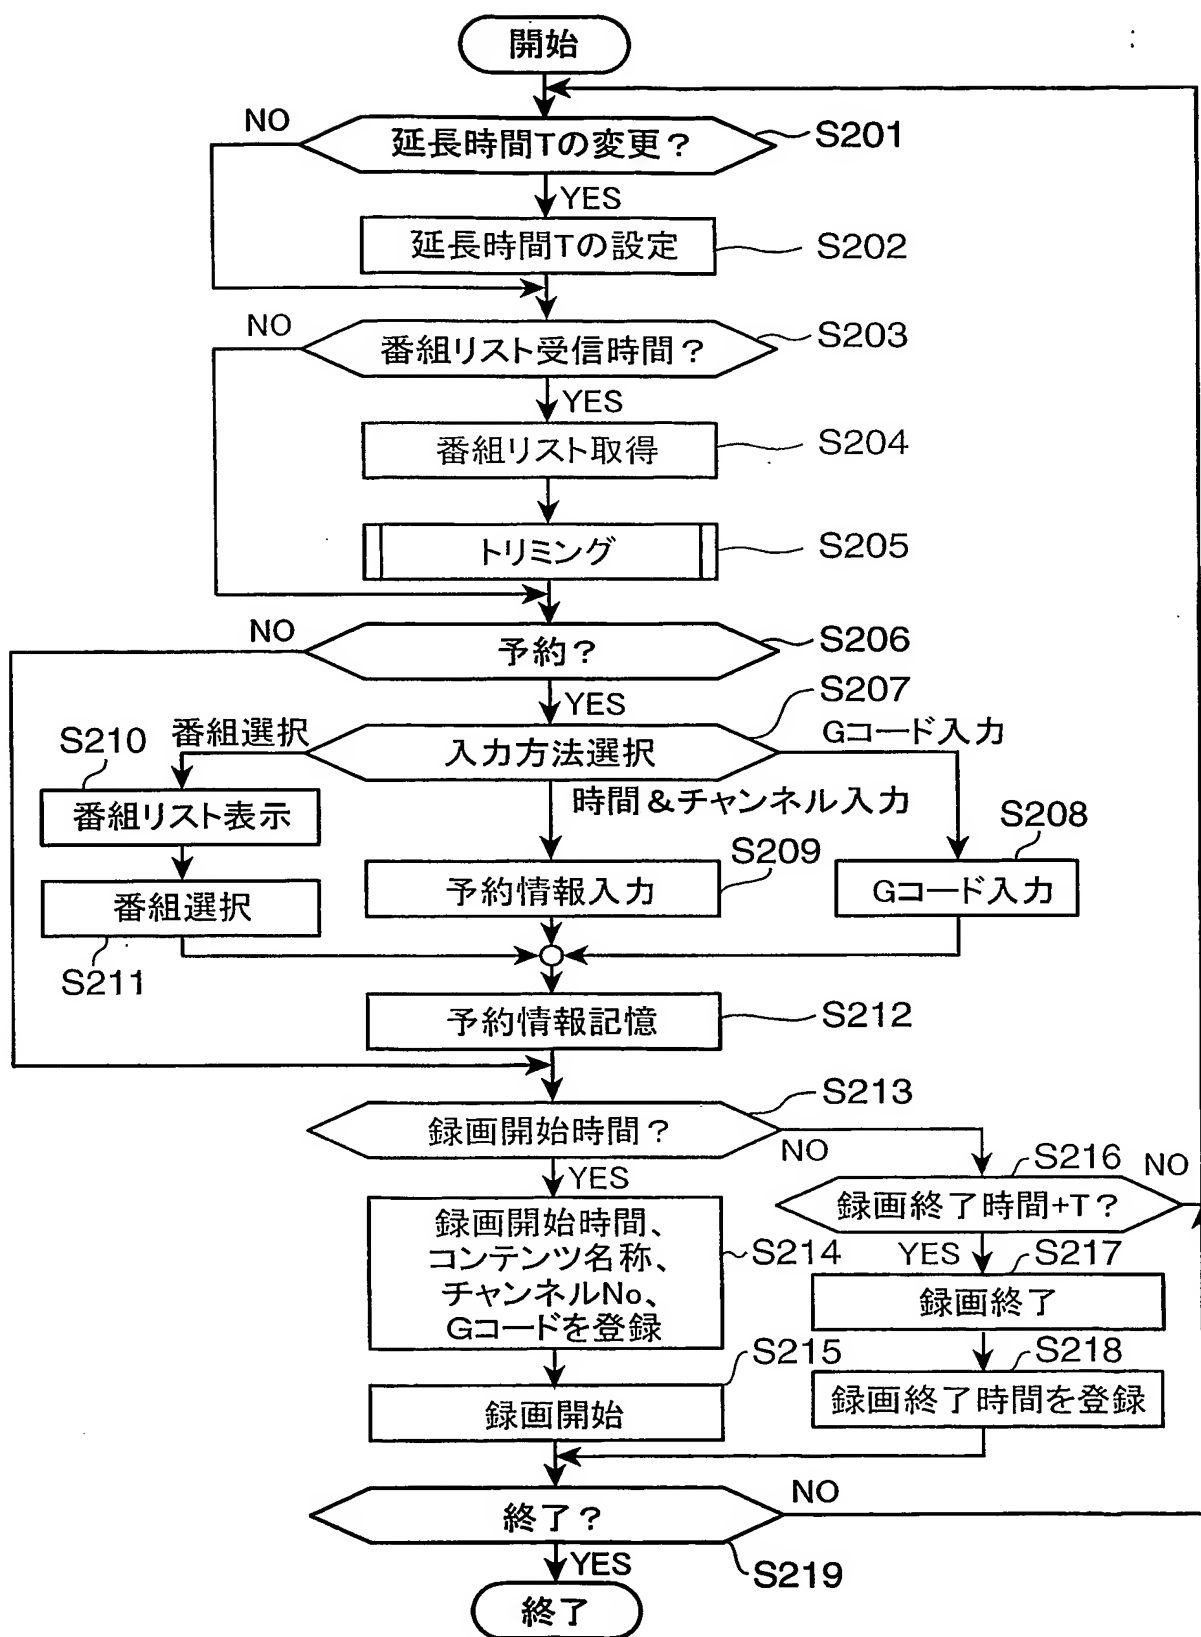 開始
NO
延長時間Tの変更？
S201
YES
延長時間Tの設定
S202
NO
番組リスト受信時間？
S203
YES
番組リスト取得
S204
トリミング
S205
NO
予約？
S206
YES
S207
S210
番組選択
入力方法選択
Gコード入力
番組リスト表示
時間＆チャンネル入力
S209
S208
番組選択
予約情報入力
Gコード入力
S211
予約情報記憶
S212
録画開始時間？
S213
NO
YES
S216
NO
録画終了時間+T？
録画開始時間、
コンテンツ名称、
チャンネルNo、
Gコードを登録
S214
YES
S217
録画終了
S215
S218
録画開始
録画終了時間を登録
終了？
NO
S219
YES
終了